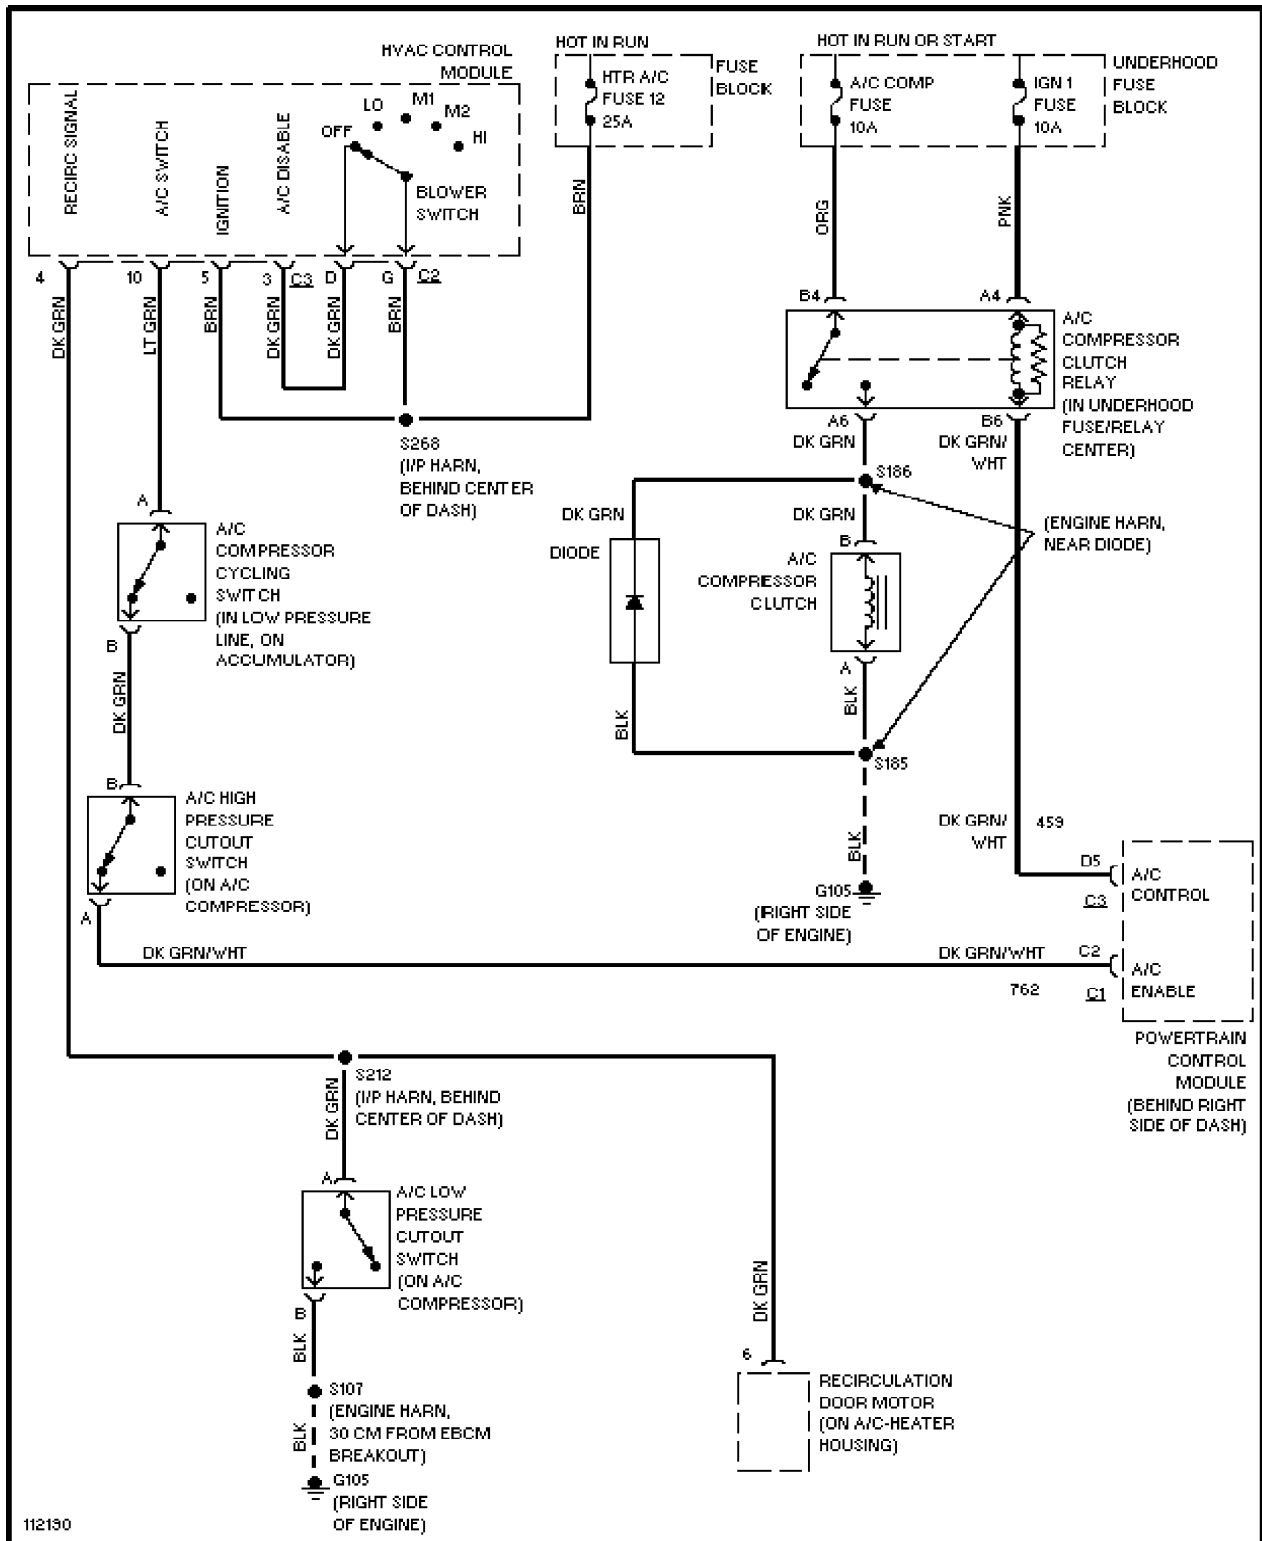 HVAC CONTROL
MODULE
HOT IN RUN
HOT IN RUN OR START
FUSE
BLOCK
UNDERHOOD
FUSE
BLOCK
HTR A/C
FUSE 12
25A
A/C COMP
FUSE
10A
IGN 1
FUSE
10A
RECIRC SIGNAL
A/C SWITCH
IGNITION
A/C DISABLE
OFF
LO
M1
M2
HI
BLOWER
SWITCH
BRN
ORG
PNK
4
10
5
3
C3
D
G
C2
DK GRN
LT GRN
BRN
DK GRN
DK GRN
BRN
B4
A4
A/C
COMPRESSOR
CLUTCH
RELAY
(IN UNDERHOOD
FUSE/RELAY
CENTER)
S268
(I/P HARN,
BEHIND CENTER
OF DASH)
A6
DK GRN
B6
DK GRN/
WHT
S186
A
A/C
COMPRESSOR
CYCLING
SWITCH
(IN LOW PRESSURE
LINE, ON
ACCUMULATOR)
B
DK GRN
DK GRN
DK GRN
(ENGINE HARN,
NEAR DIODE)
DIODE
B
A/C
COMPRESSOR
CLUTCH
A
BLK
BLK
S185
B
A/C HIGH
PRESSURE
CUTOUT
SWITCH
(ON A/C
COMPRESSOR)
A
BLK
G105
(RIGHT SIDE
OF ENGINE)
DK GRN/
WHT
459
D5
C3
A/C
CONTROL
DK GRN/WHT
DK GRN/WHT
C2
762
C1
A/C
ENABLE
POWERTRAIN
CONTROL
MODULE
(BEHIND RIGHT
SIDE OF DASH)
S212
(I/P HARN, BEHIND
CENTER OF DASH)
DK GRN
A
A/C LOW
PRESSURE
CUTOUT
SWITCH
(ON A/C
COMPRESSOR)
B
BLK
S107
(ENGINE HARN,
30 CM FROM EBCM
BREAKOUT)
BLK
G105
(RIGHT SIDE
OF ENGINE)
DK GRN
6
RECIRCULATION
DOOR MOTOR
(ON A/C-HEATER
HOUSING)
112190